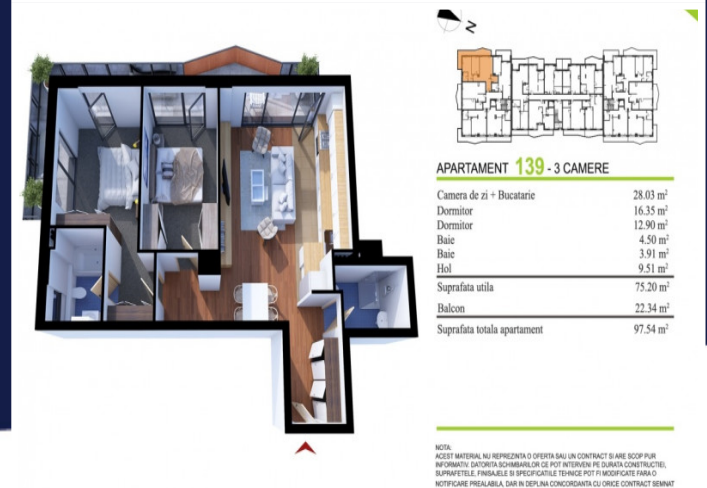 N
APARTAMENT 139 - 3 CAMERE
Camera de zi + Bucatarie 28.03 m²
Dormitor 16.35 m²
Dormitor 12.90 m²
Baie 4.50 m²
Baie 3.91 m²
Hol 9.51 m²
Suprafata utila 75.20 m²
Balcon 22.34 m²
Suprafata totala apartament 97.54 m²
NOTA:
ACEST MATERIAL NU REPREZINTA O OFERTA SAU UN CONTRACT SI ARE SCOP PUR
INFORMATIV. DATORITA SCHIMBARILOR CE POT INTERVENI PE DURATA CONSTRUCTIEI,
SUPRAFETELE, FINISAJELE SI SPECIFICATIILE TEHNICE POT FI MODIFICATE FARA O
NOTIFICARE PREALABILA, DAR IN DEPLINA CONCORDANTA CU ORICE CONTRACT SEMNAT